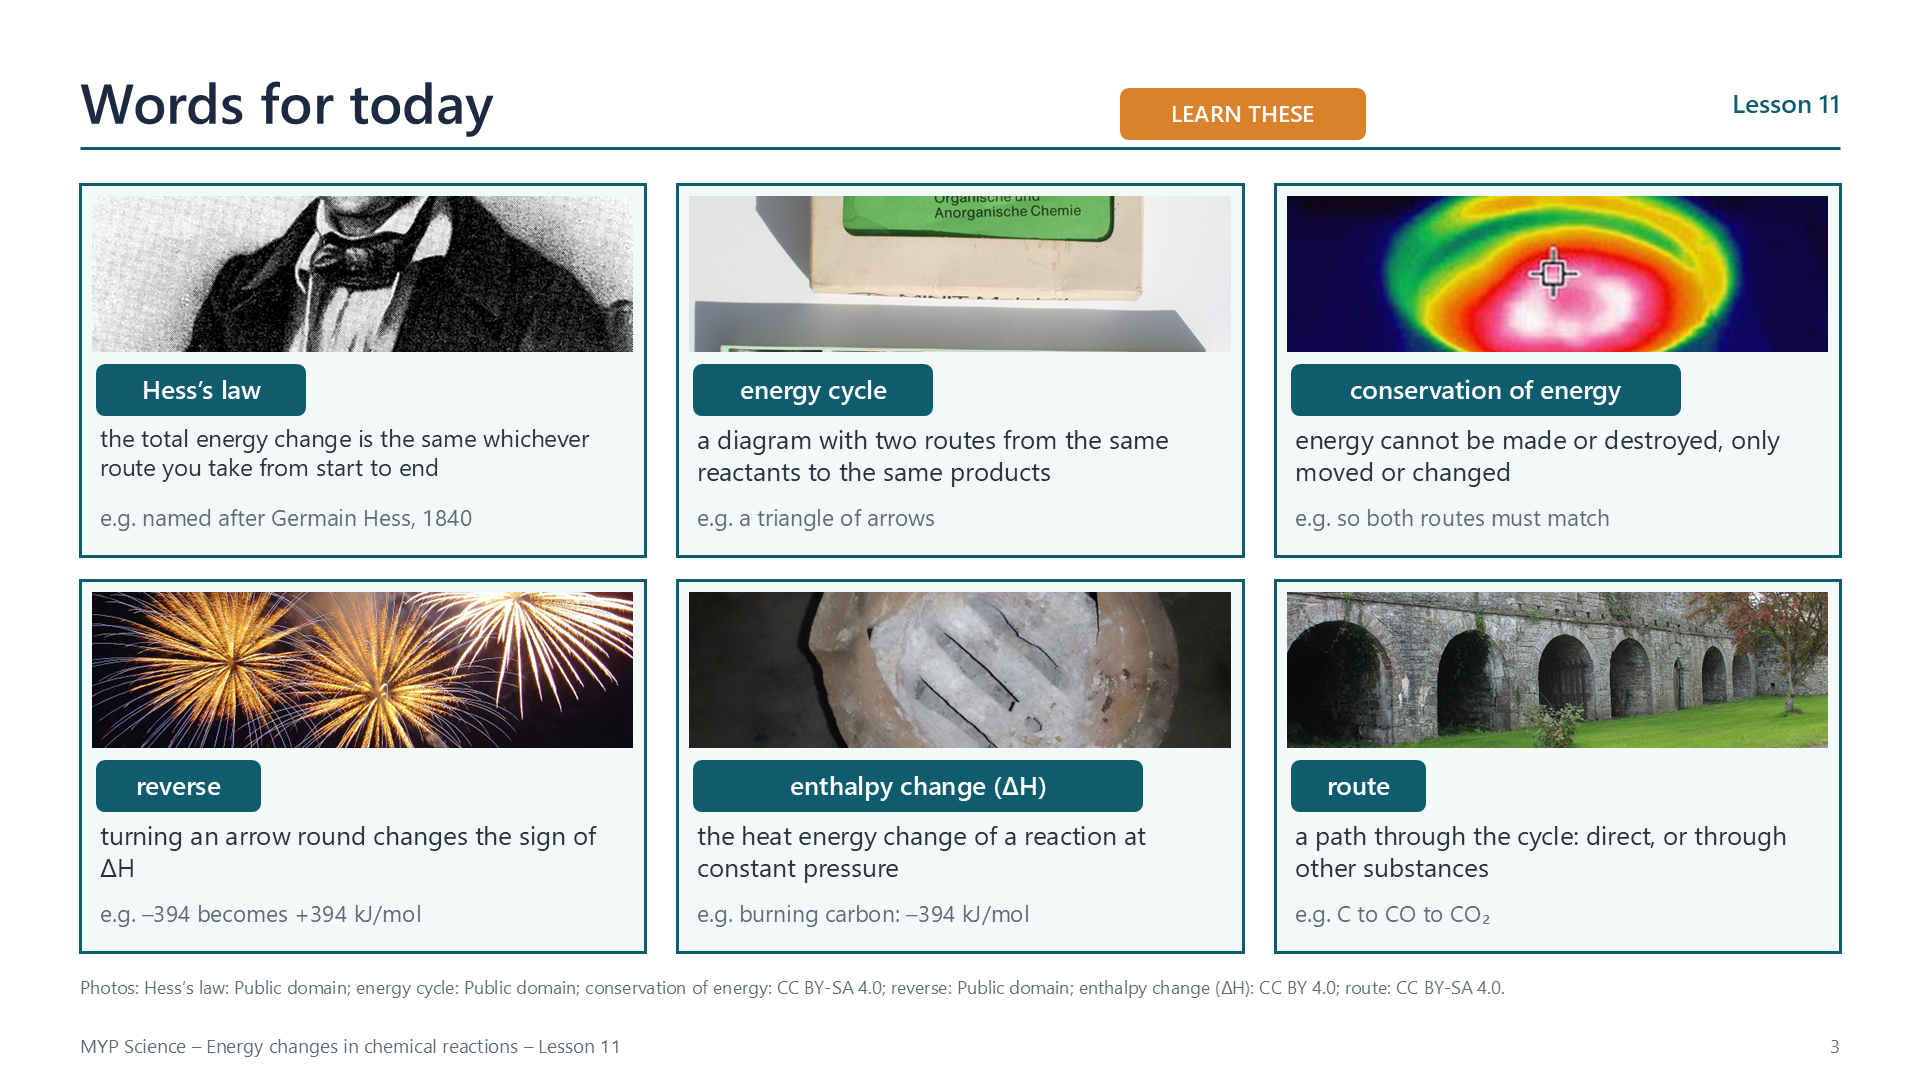 Words for today
LEARN THESE
Lesson 11
Organische und
Anorganische Chemie
Hess’s law
the total energy change is the same whichever
route you take from start to end
e.g. named after Germain Hess, 1840
energy cycle
a diagram with two routes from the same
reactants to the same products
e.g. a triangle of arrows
conservation of energy
energy cannot be made or destroyed, only
moved or changed
e.g. so both routes must match
reverse
turning an arrow round changes the sign of
ΔH
e.g. –394 becomes +394 kJ/mol
enthalpy change (ΔH)
the heat energy change of a reaction at
constant pressure
e.g. burning carbon: –394 kJ/mol
route
a path through the cycle: direct, or through
other substances
e.g. C to CO to CO₂
Photos: Hess’s law: Public domain; energy cycle: Public domain; conservation of energy: CC BY-SA 4.0; reverse: Public domain; enthalpy change (ΔH): CC BY 4.0; route: CC BY-SA 4.0.
MYP Science – Energy changes in chemical reactions – Lesson 11
3